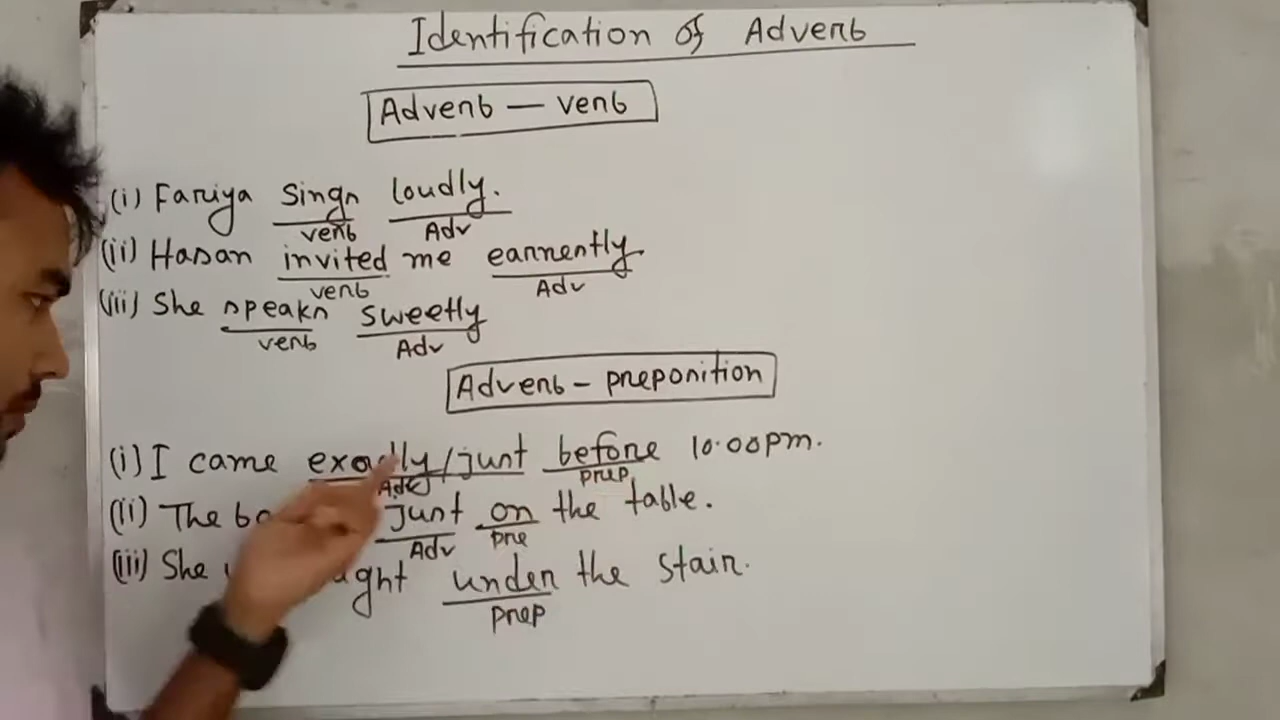 Identification of Adverb
Adverb – verb
(i) Fariya Sings loudly.
verb Adv
(ii) Hasan invited me earnestly
verb Adv
(iii) She speaks sweetly
verb Adv
Adverb – preposition
(i) I came exactly/just before 10.00pm.
prep
(ii) The just on the table.
Adv pre
(iii) She under the stair.
prep